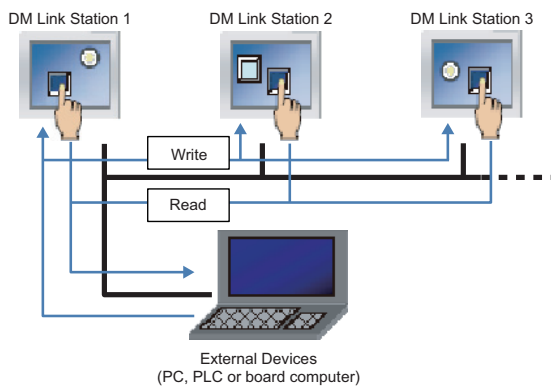 DM Link Station 1
DM Link Station 2
DM Link Station 3
Write
Read
External Devices
(PC, PLC or board computer)